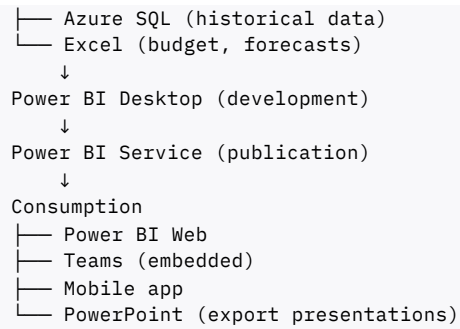 ├── Azure SQL (historical data)
└── Excel (budget, forecasts)
    ↓
Power BI Desktop (development)
    ↓
Power BI Service (publication)
    ↓
Consumption
├── Power BI Web
├── Teams (embedded)
├── Mobile app
└── PowerPoint (export presentations)